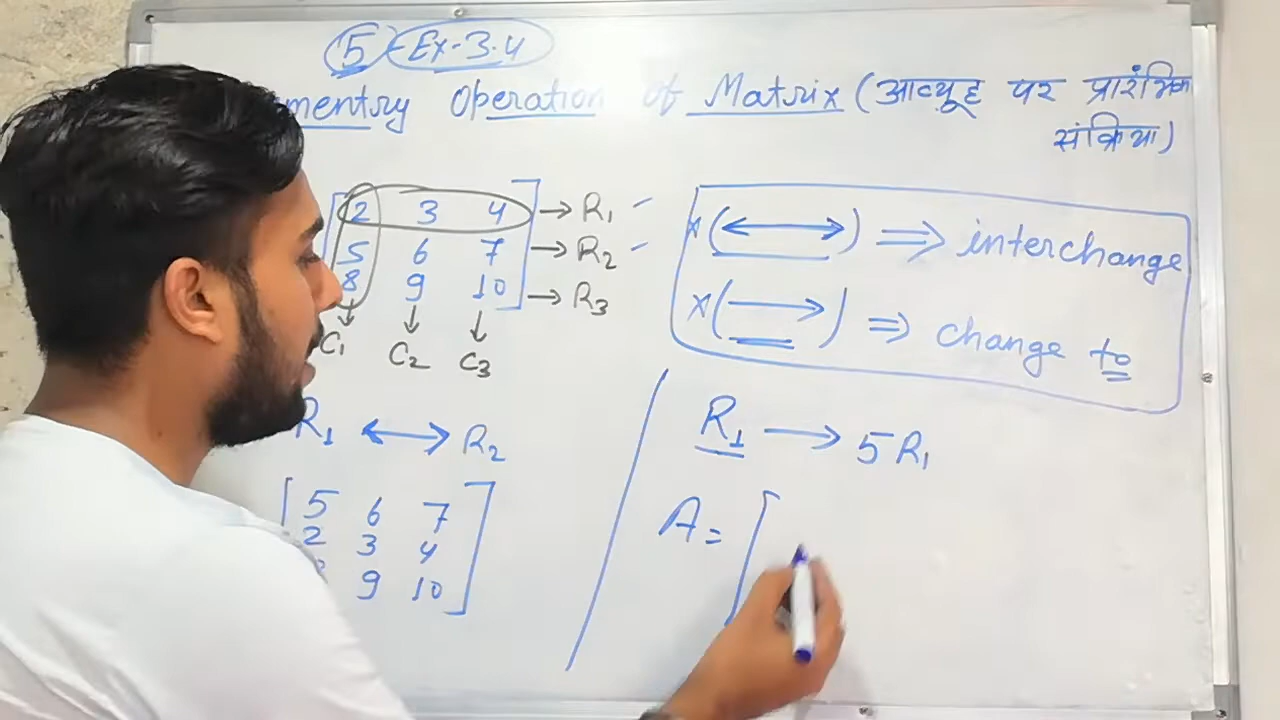 5 Ex-3.4
mentry Operation of Matrix (आव्यूह पर प्रारंभिक
संक्रिया)
[2 3 4] → R₁
5 6 7 → R₂
8 9 10 → R₃
↓ ↓ ↓
C₁ C₂ C₃
×(↔) ⇒ interchange
×(→) ⇒ change to
R₁ ↔ R₂
[5 6 7]
2 3 4
9 10
R₁ → 5R₁
A = [